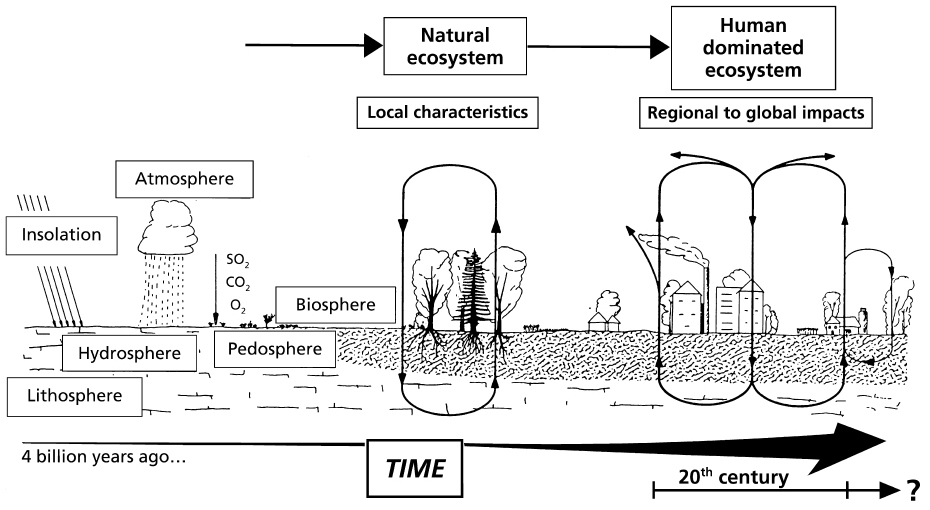 Natural
ecosystem
Human
dominated
ecosystem
Local characteristics
Regional to global impacts
Atmosphere
Insolation
SO₂
CO₂
O₂
Biosphere
Hydrosphere
Pedosphere
Lithosphere
4 billion years ago...
TIME
20th century
?